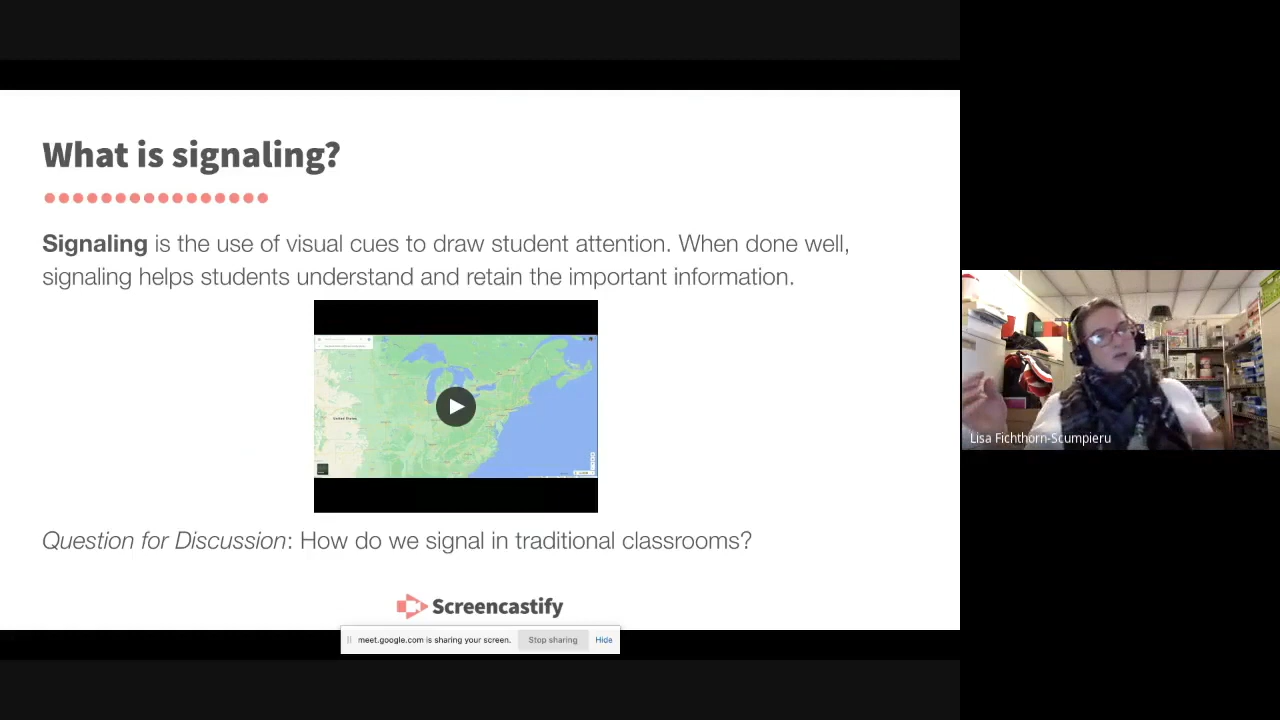 What is signaling?
Signaling is the use of visual cues to draw student attention. When done well,
signaling helps students understand and retain the important information.
United States
Question for Discussion: How do we signal in traditional classrooms?
Screencastify
meet.google.com is sharing your screen.
Stop sharing
Hide
Lisa Fichthorn-Scumpieru